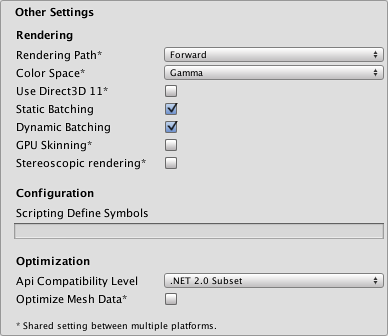 Other Settings
Rendering
Rendering Path* Forward
Color Space* Gamma
Use Direct3D 11*
Static Batching
Dynamic Batching
GPU Skinning*
Stereoscopic rendering*
Configuration
Scripting Define Symbols
Optimization
Api Compatibility Level .NET 2.0 Subset
Optimize Mesh Data*
* Shared setting between multiple platforms.